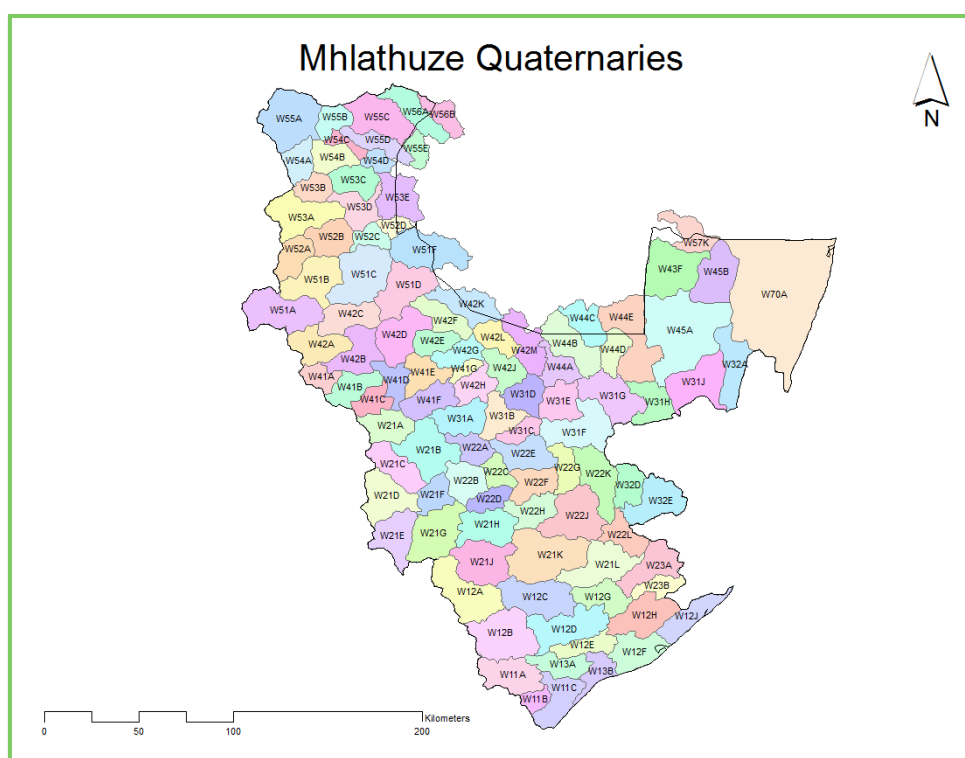 Mhlathuze Quaternaries
N
W55A
W55B
W55C
W56A
W56B
W54C
W55D
W55E
W54A
W54B
W54D
W53C
W53B
W53E
W53D
W53A
W52D
W52B
W52C
W52A
W51F
W57K
W43F
W45B
W51C
W51B
W51D
W70A
W42K
W51A
W42C
W42F
W44C
W44E
W45A
W42D
W42E
W42L
W42A
W42G
W42M
W44B
W44D
W42B
W42J
W44A
W32A
W41A
W41D
W41E
W41G
W31J
W41B
W42H
W31D
W31G
W41C
W41F
W31E
W31H
W31A
W31B
W21A
W31C
W31F
W21B
W22A
W22E
W21C
W22C
W22G
W22K
W22B
W22F
W32D
W21D
W21F
W22D
W32E
W22H
W22J
W21H
W21E
W21G
W22L
W21K
W21J
W21L
W23A
W23B
W12A
W12C
W12G
W12H
W12J
W12D
W12B
W12E
W12F
W13A
W13B
W11A
W11C
W11B
Kilometers
0 50 100 200